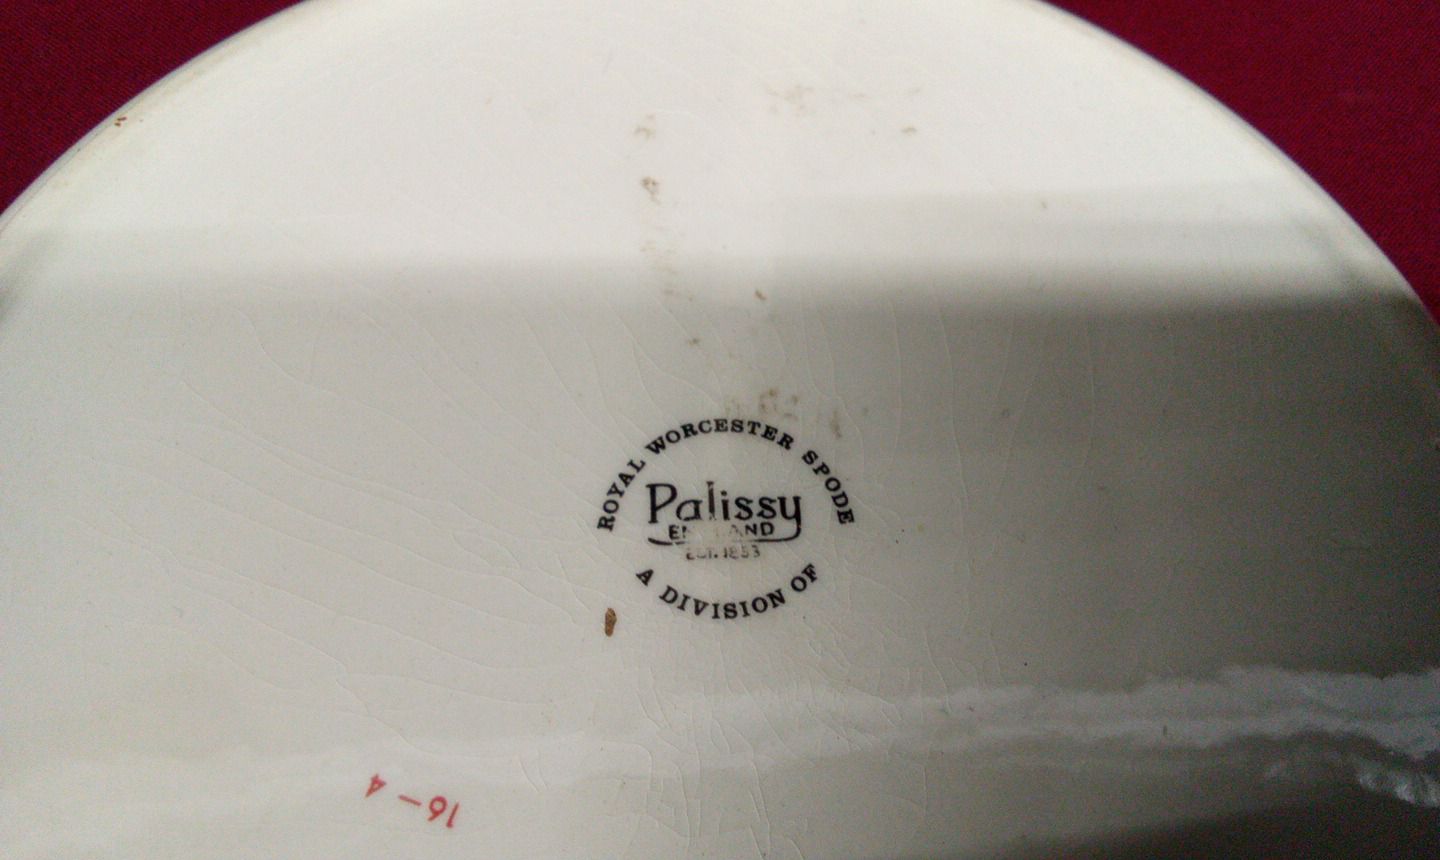 ROYAL WORCESTER SPODE
Palissy
ENGLAND
EST. 1853
A DIVISION OF
16-4